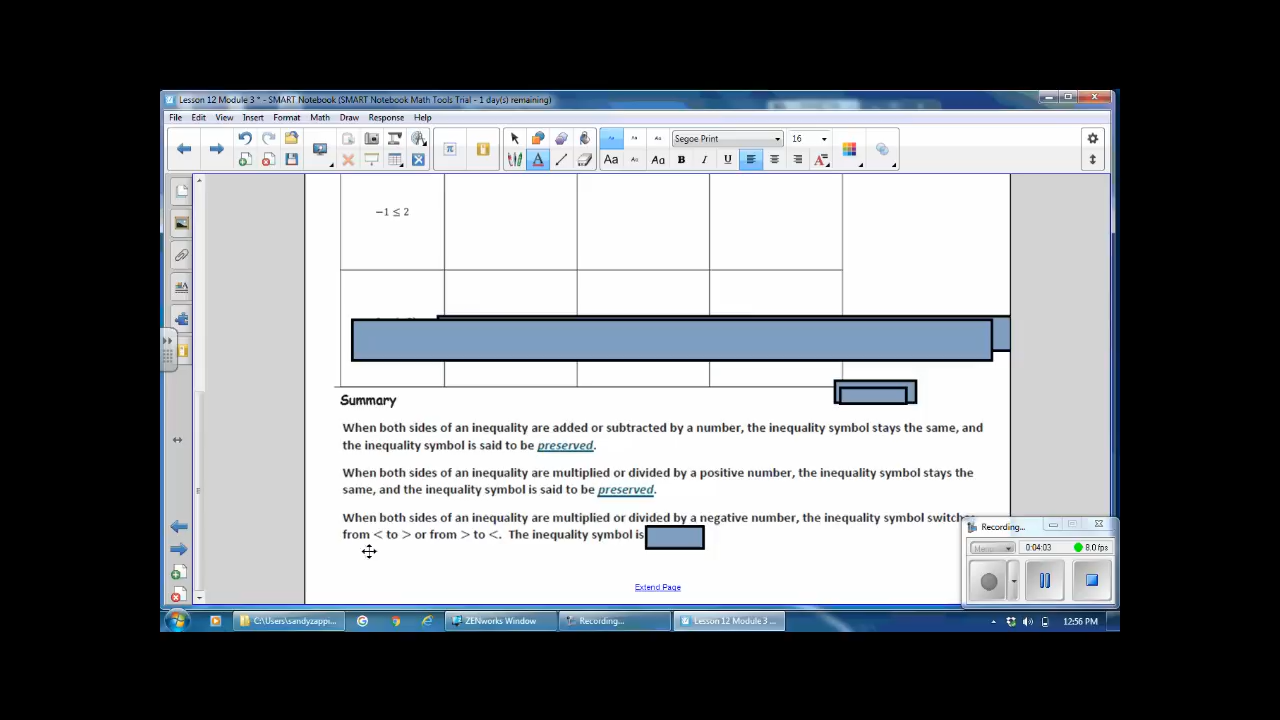 Lesson 12 Module 3 * - SMART Notebook (SMART Notebook Math Tools Trial - 1 day(s) remaining)
File Edit View Insert Format Math Draw Response Help
Segoe Print 16
π
Aa Aa Aa B I U
A
−1 ≤ 2
Summary
When both sides of an inequality are added or subtracted by a number, the inequality symbol stays the same, and
the inequality symbol is said to be preserved.
When both sides of an inequality are multiplied or divided by a positive number, the inequality symbol stays the
same, and the inequality symbol is said to be preserved.
When both sides of an inequality are multiplied or divided by a negative number, the inequality symbol switches
from < to > or from > to <. The inequality symbol is
Extend Page
Recording...
Menu
0:04:03 8.0 fps
C:\Users\sandyzappi... ZENworks Window Recording... Lesson 12 Module 3 ... 12:56 PM